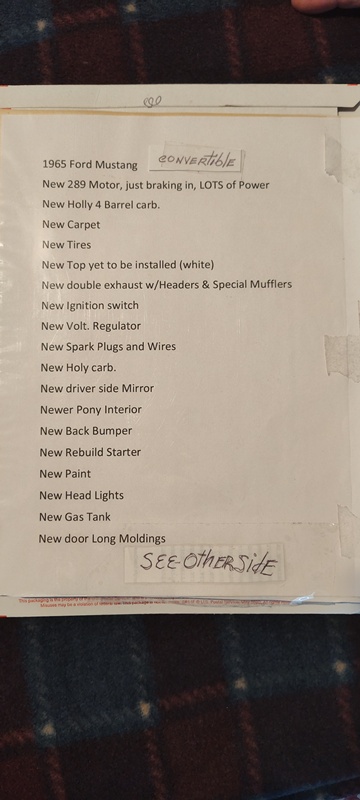 1965 Ford Mustang CONVERTIBLE
New 289 Motor, just braking in, LOTS of Power
New Holly 4 Barrel carb.
New Carpet
New Tires
New Top yet to be installed (white)
New double exhaust w/Headers & Special Mufflers
New Ignition switch
New Volt. Regulator
New Spark Plugs and Wires
New Holy carb.
New driver side Mirror
Newer Pony Interior
New Back Bumper
New Rebuild Starter
New Paint
New Head Lights
New Gas Tank
New door Long Moldings
SEE-OthERSidE